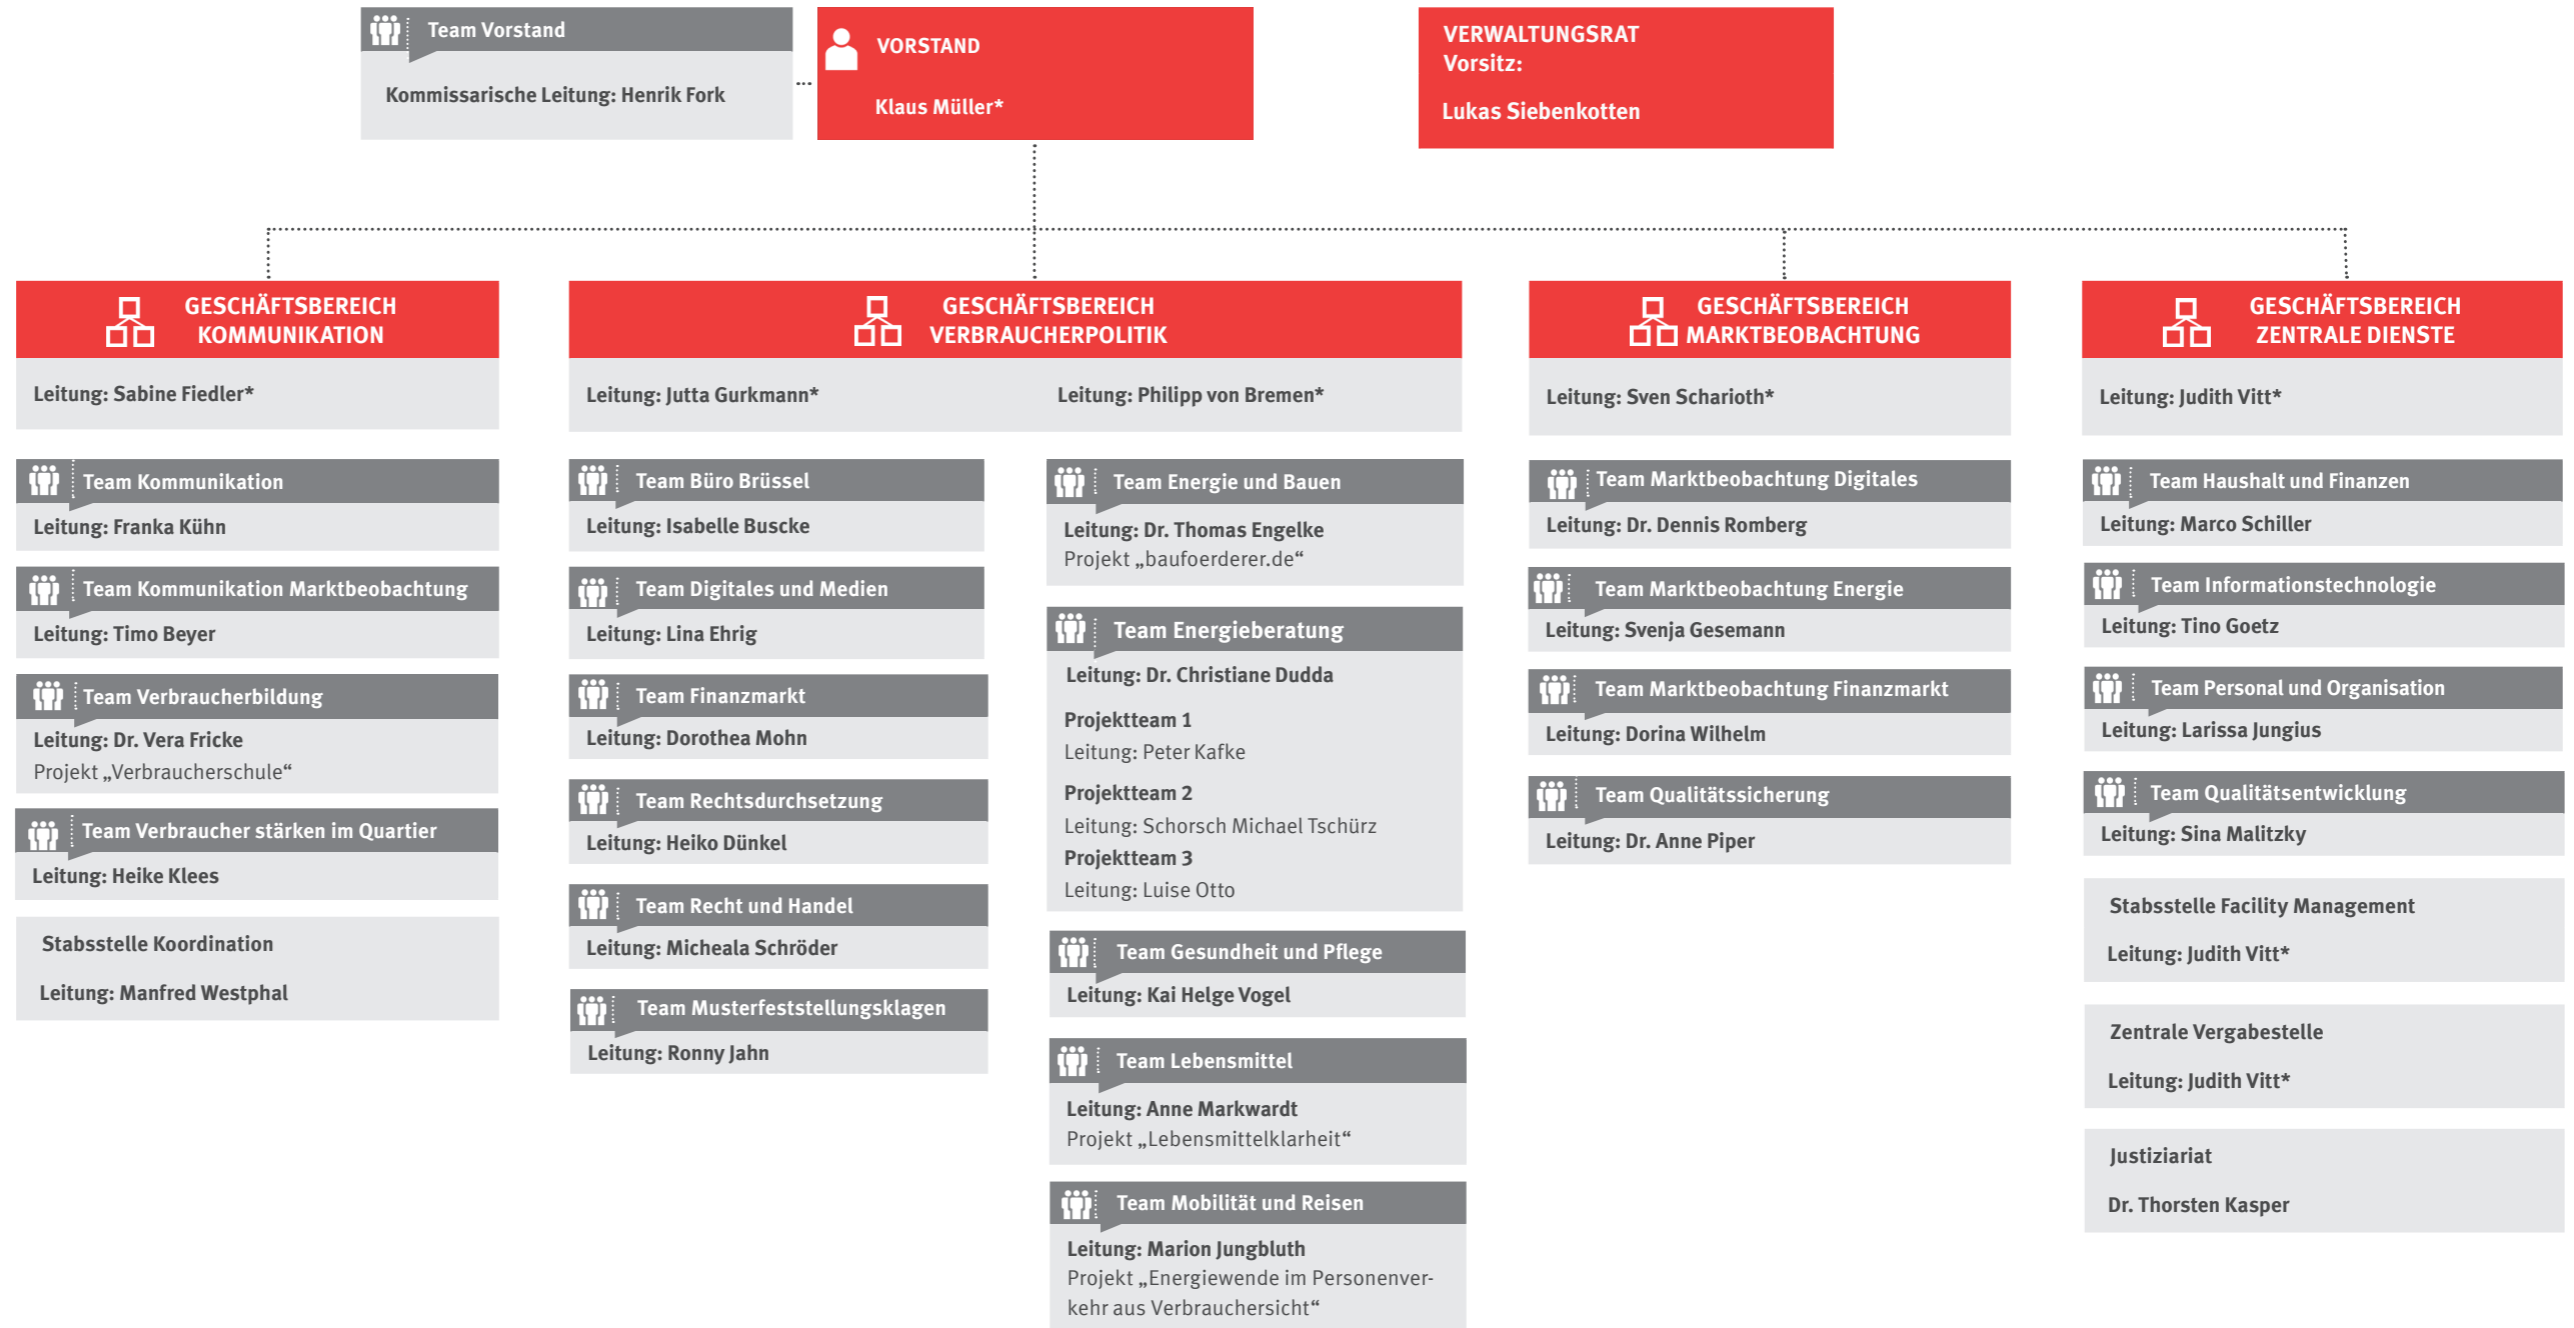 Team Vorstand
Kommissarische Leitung: Henrik Fork
VORSTAND
Klaus Müller*
VERWALTUNGSRAT
Vorsitz:
Lukas Siebenkotten
GESCHÄFTSBEREICH
KOMMUNIKATION
Leitung: Sabine Fiedler*
Team Kommunikation
Leitung: Franka Kühn
Team Kommunikation Marktbeobachtung
Leitung: Timo Beyer
Team Verbraucherbildung
Leitung: Dr. Vera Fricke
Projekt „Verbraucherschule“
Team Verbraucher stärken im Quartier
Leitung: Heike Klees
Stabsstelle Koordination
Leitung: Manfred Westphal
GESCHÄFTSBEREICH
VERBRAUCHERPOLITIK
Leitung: Jutta Gurkmann*
Leitung: Philipp von Bremen*
Team Büro Brüssel
Leitung: Isabelle Buscke
Team Digitales und Medien
Leitung: Lina Ehrig
Team Finanzmarkt
Leitung: Dorothea Mohn
Team Rechtsdurchsetzung
Leitung: Heiko Dünkel
Team Recht und Handel
Leitung: Micheala Schröder
Team Musterfeststellungsklagen
Leitung: Ronny Jahn
Team Energie und Bauen
Leitung: Dr. Thomas Engelke
Projekt „baufoerderer.de“
Team Energieberatung
Leitung: Dr. Christiane Dudda
Projektteam 1
Leitung: Peter Kafke
Projektteam 2
Leitung: Schorsch Michael Tschürz
Projektteam 3
Leitung: Luise Otto
Team Gesundheit und Pflege
Leitung: Kai Helge Vogel
Team Lebensmittel
Leitung: Anne Markwardt
Projekt „Lebensmittelklarheit“
Team Mobilität und Reisen
Leitung: Marion Jungbluth
Projekt „Energiewende im Personenver-
kehr aus Verbrauchersicht“
GESCHÄFTSBEREICH
MARKTBEOBACHTUNG
Leitung: Sven Scharioth*
Team Marktbeobachtung Digitales
Leitung: Dr. Dennis Romberg
Team Marktbeobachtung Energie
Leitung: Svenja Gesemann
Team Marktbeobachtung Finanzmarkt
Leitung: Dorina Wilhelm
Team Qualitätssicherung
Leitung: Dr. Anne Piper
GESCHÄFTSBEREICH
ZENTRALE DIENSTE
Leitung: Judith Vitt*
Team Haushalt und Finanzen
Leitung: Marco Schiller
Team Informationstechnologie
Leitung: Tino Goetz
Team Personal und Organisation
Leitung: Larissa Jungius
Team Qualitätsentwicklung
Leitung: Sina Malitzky
Stabsstelle Facility Management
Leitung: Judith Vitt*
Zentrale Vergabestelle
Leitung: Judith Vitt*
Justiziariat
Dr. Thorsten Kasper